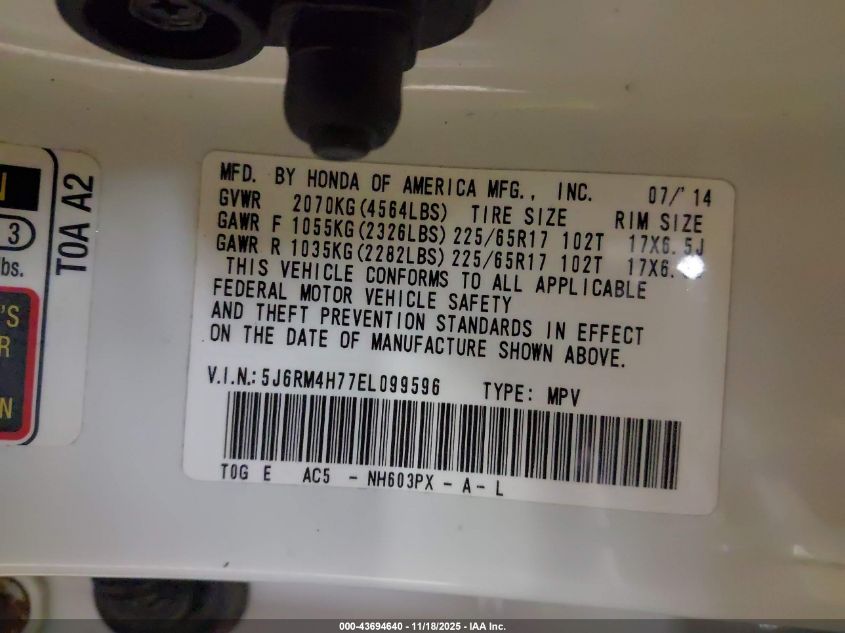 MFD. BY HONDA OF AMERICA MFG., INC. 07/'14
GVWR 2070KG(4564LBS) TIRE SIZE RIM SIZE
GAWR F 1055KG(2326LBS) 225/65R17 102T 17X6.5J
GAWR R 1035KG(2282LBS) 225/65R17 102T
THIS VEHICLE CONFORMS TO ALL APPLICABLE
FEDERAL MOTOR VEHICLE SAFETY
AND THEFT PREVENTION STANDARDS IN EFFECT
ON THE DATE OF MANUFACTURE SHOWN ABOVE.
V.I.N.: 5J6RM4H77EL099596 TYPE: MPV
T0G E AC5 - NH603PX - A - L
T0A A2
N
3
lbs.
'S
R
N
000-43694640 - 11/18/2025 - IAA Inc.